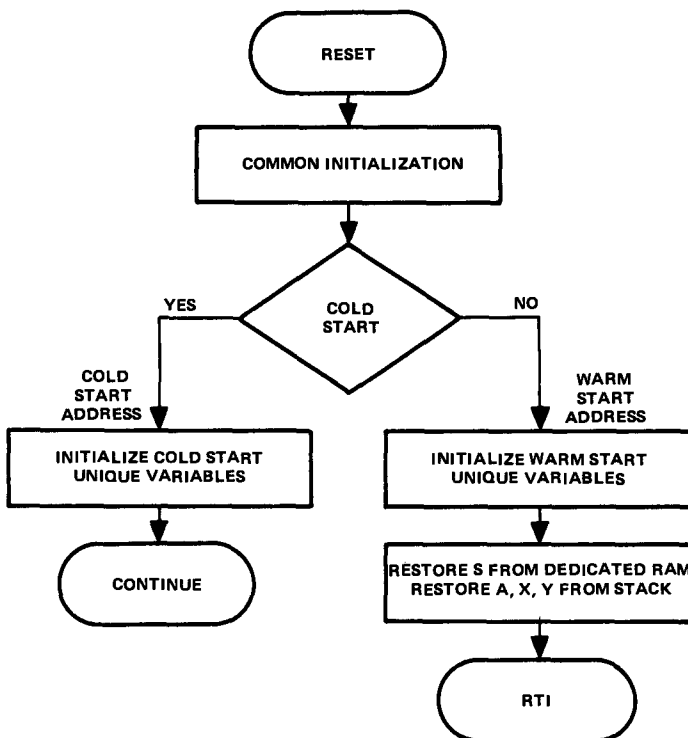 RESET
COMMON INITIALIZATION
COLD
START
YES
NO
COLD
START
ADDRESS
WARM
START
ADDRESS
INITIALIZE COLD START
UNIQUE VARIABLES
INITIALIZE WARM START
UNIQUE VARIABLES
CONTINUE
RESTORE S FROM DEDICATED RAM
RESTORE A, X, Y FROM STACK
RTI